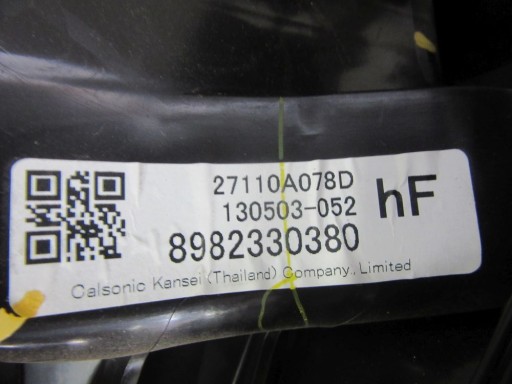 27110A078D
130503-052
hF
8982330380
Calsonic Kansei (Thailand) Company., Limited